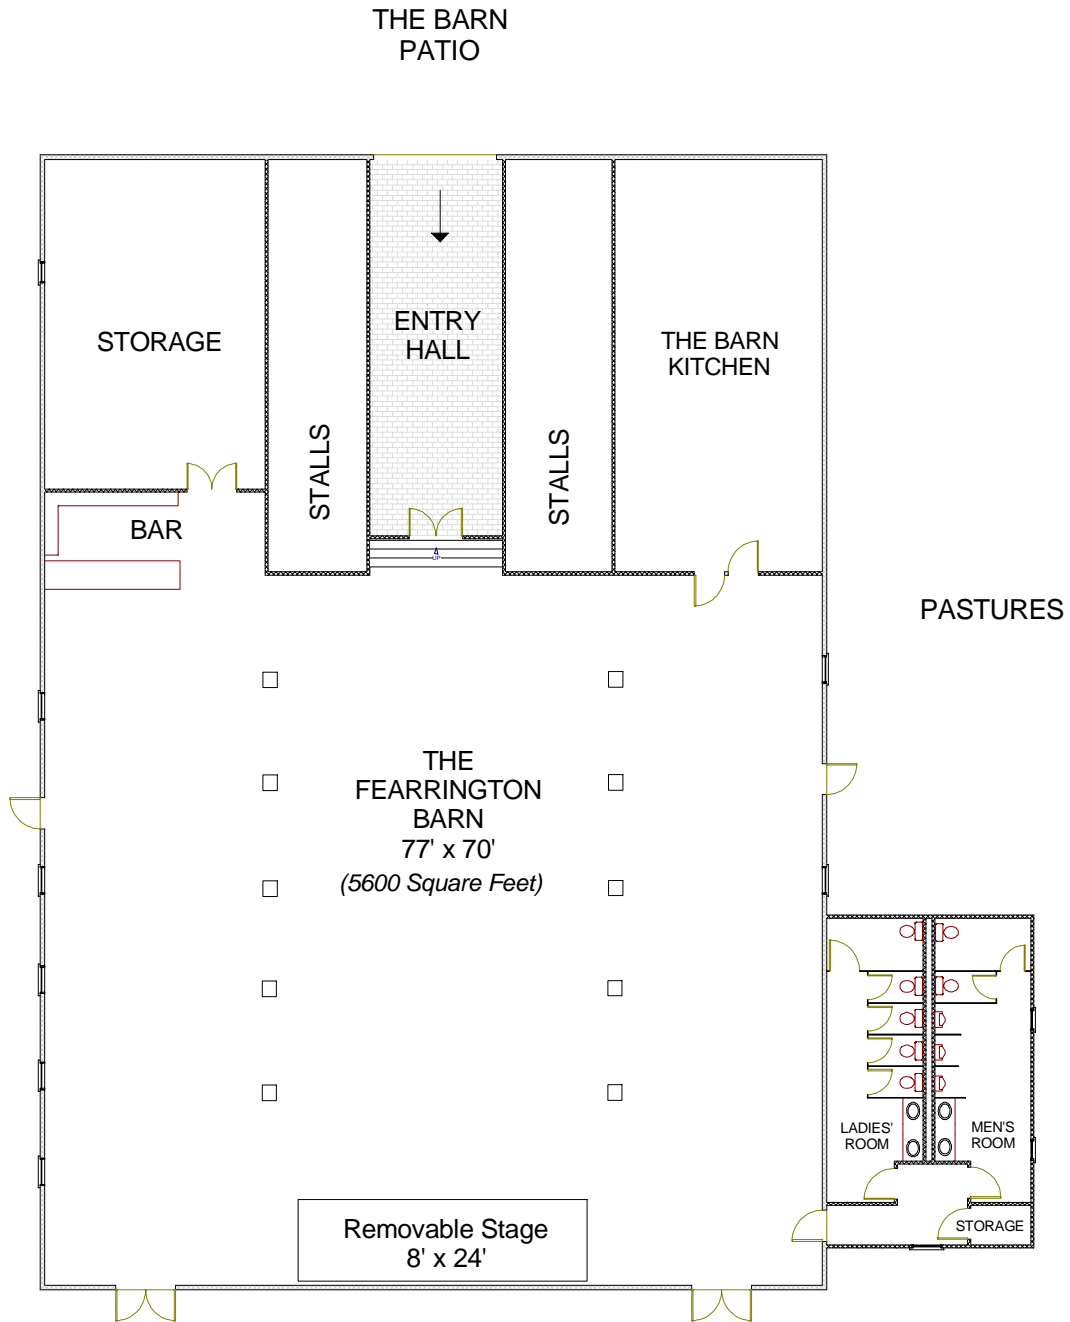 THE BARN
PATIO
STORAGE
STALLS
ENTRY
HALL
STALLS
THE BARN
KITCHEN
BAR
UP
PASTURES
THE
FEARRINGTON
BARN
77' x 70'
(5600 Square Feet)
LADIES'
ROOM
MEN'S
ROOM
STORAGE
Removable Stage
8' x 24'